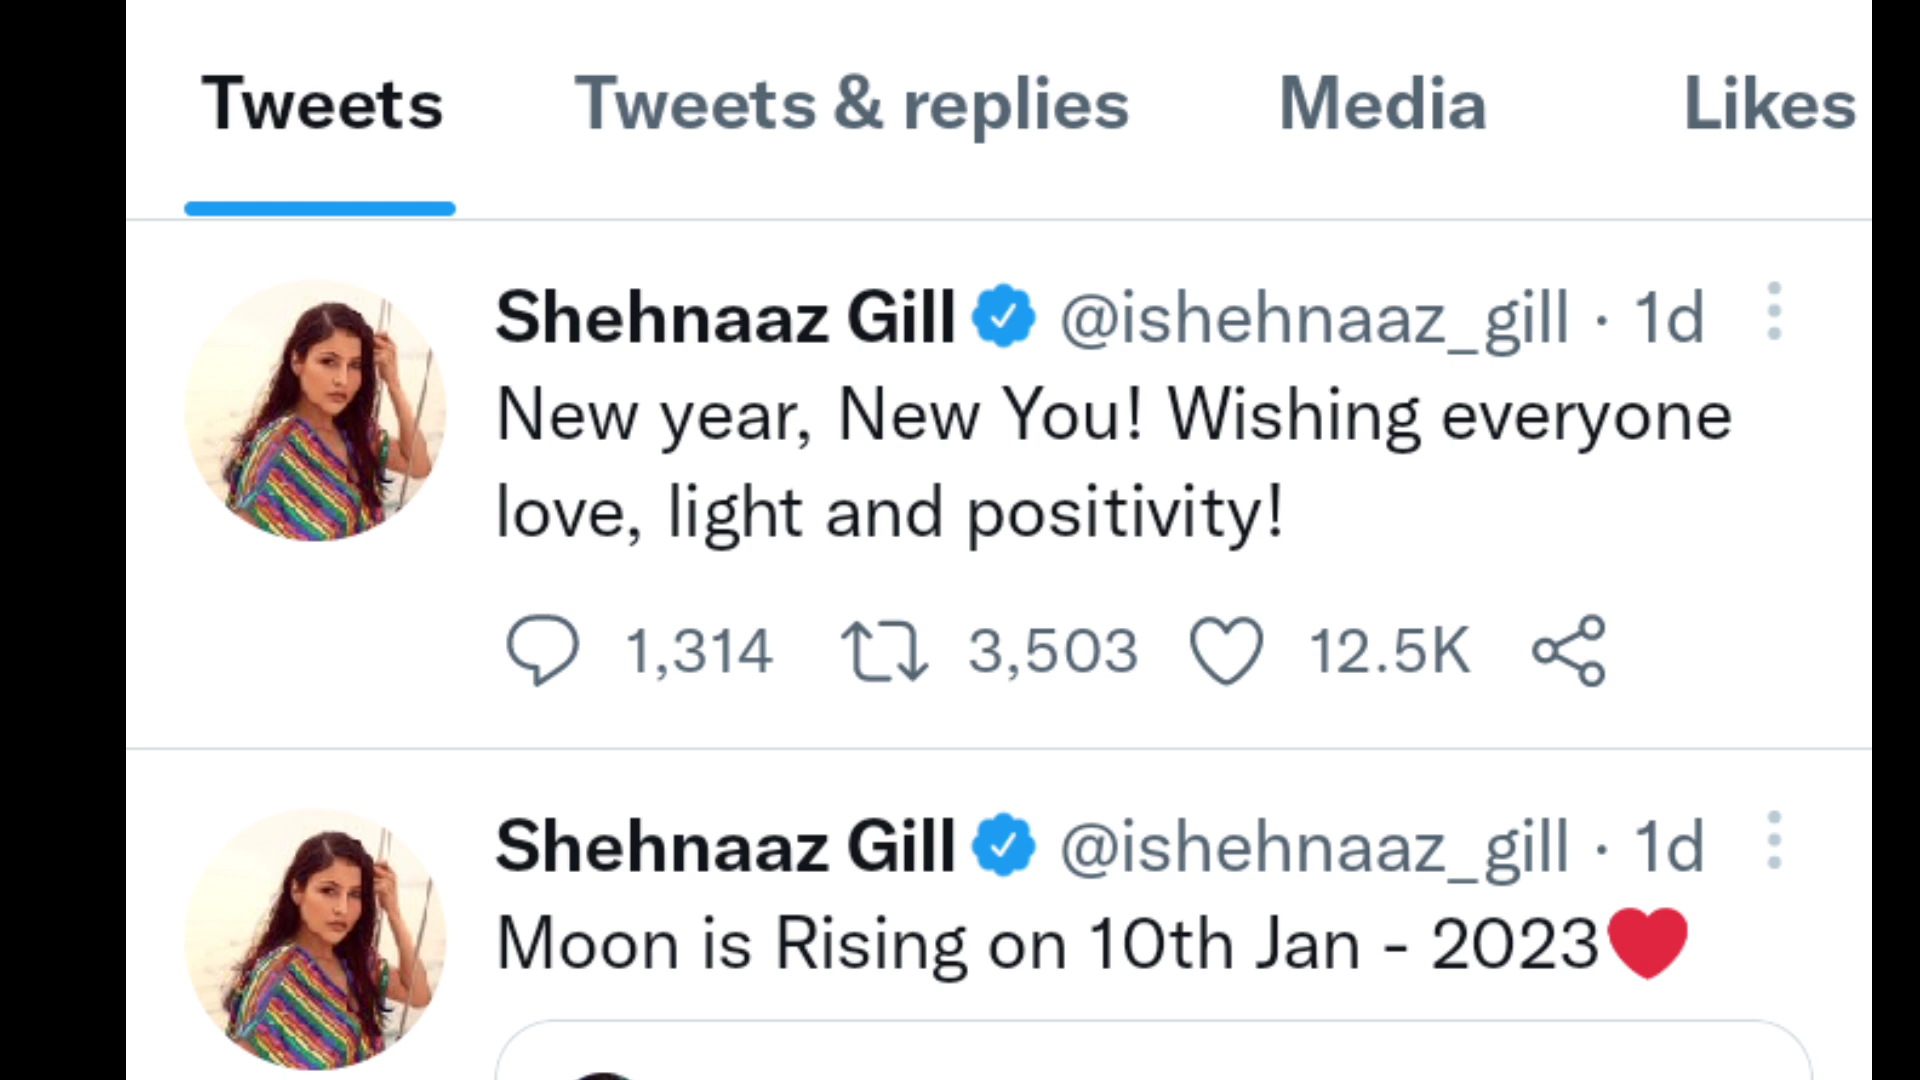 Tweets Tweets & replies Media Likes
Shehnaaz Gill @ishehnaaz_gill · 1d
New year, New You! Wishing everyone
love, light and positivity!
1,314 3,503 12.5K
Shehnaaz Gill @ishehnaaz_gill · 1d
Moon is Rising on 10th Jan - 2023❤️